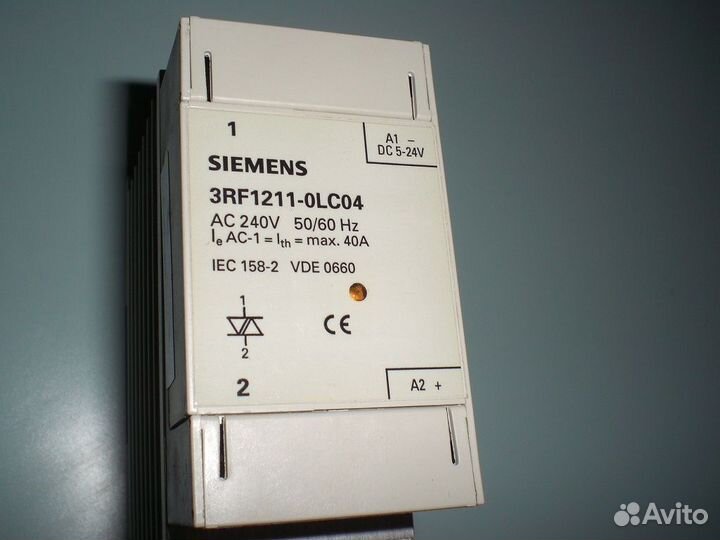 1
A1 –
DC 5-24V
SIEMENS
3RF1211-0LC04
AC 240V 50/60 Hz
Ie AC-1 = Ith = max. 40A
IEC 158-2 VDE 0660
1
2
CE
2
A2 +
Avito